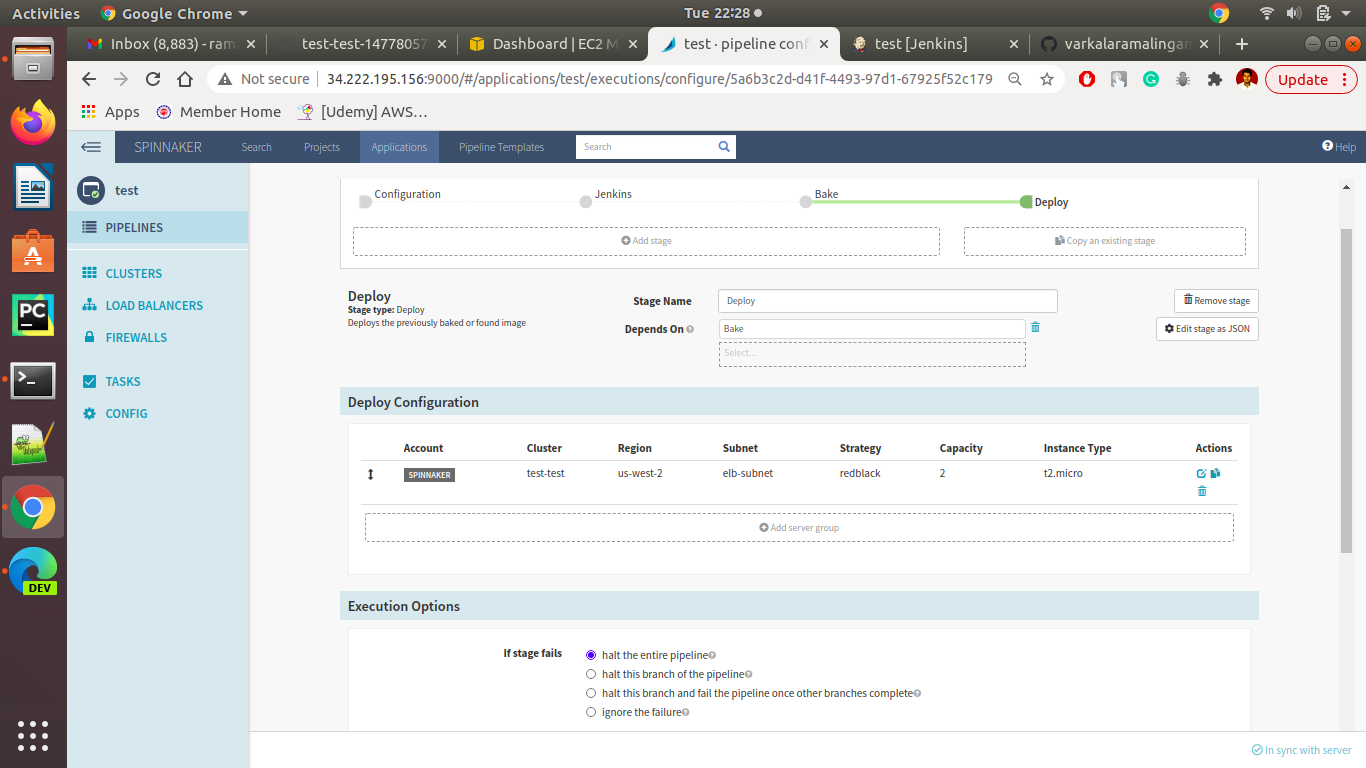 Activities Google Chrome Tue 22:28
Inbox (8,883) - ram test-test-14778057 Dashboard | EC2 M test · pipeline conf test [Jenkins] varkalaramalingan
Not secure 34.222.195.156:9000/#/applications/test/executions/configure/5a6b3c2d-d41f-4493-97d1-67925f52c179 Update
Apps Member Home [Udemy] AWS...
SPINNAKER Search Projects Applications Pipeline Templates Search Help
test
PIPELINES
CLUSTERS
LOAD BALANCERS
FIREWALLS
TASKS
CONFIG
Configuration Jenkins Bake Deploy
Add stage Copy an existing stage
Deploy Stage Name Deploy Remove stage
Stage type: Deploy
Deploys the previously baked or found image Depends On Bake Edit stage as JSON
Select...
Deploy Configuration
Account Cluster Region Subnet Strategy Capacity Instance Type Actions
SPINNAKER test-test us-west-2 elb-subnet redblack 2 t2.micro
Add server group
Execution Options
If stage fails halt the entire pipeline
halt this branch of the pipeline
halt this branch and fail the pipeline once other branches complete
ignore the failure
In sync with server
PC
DEV